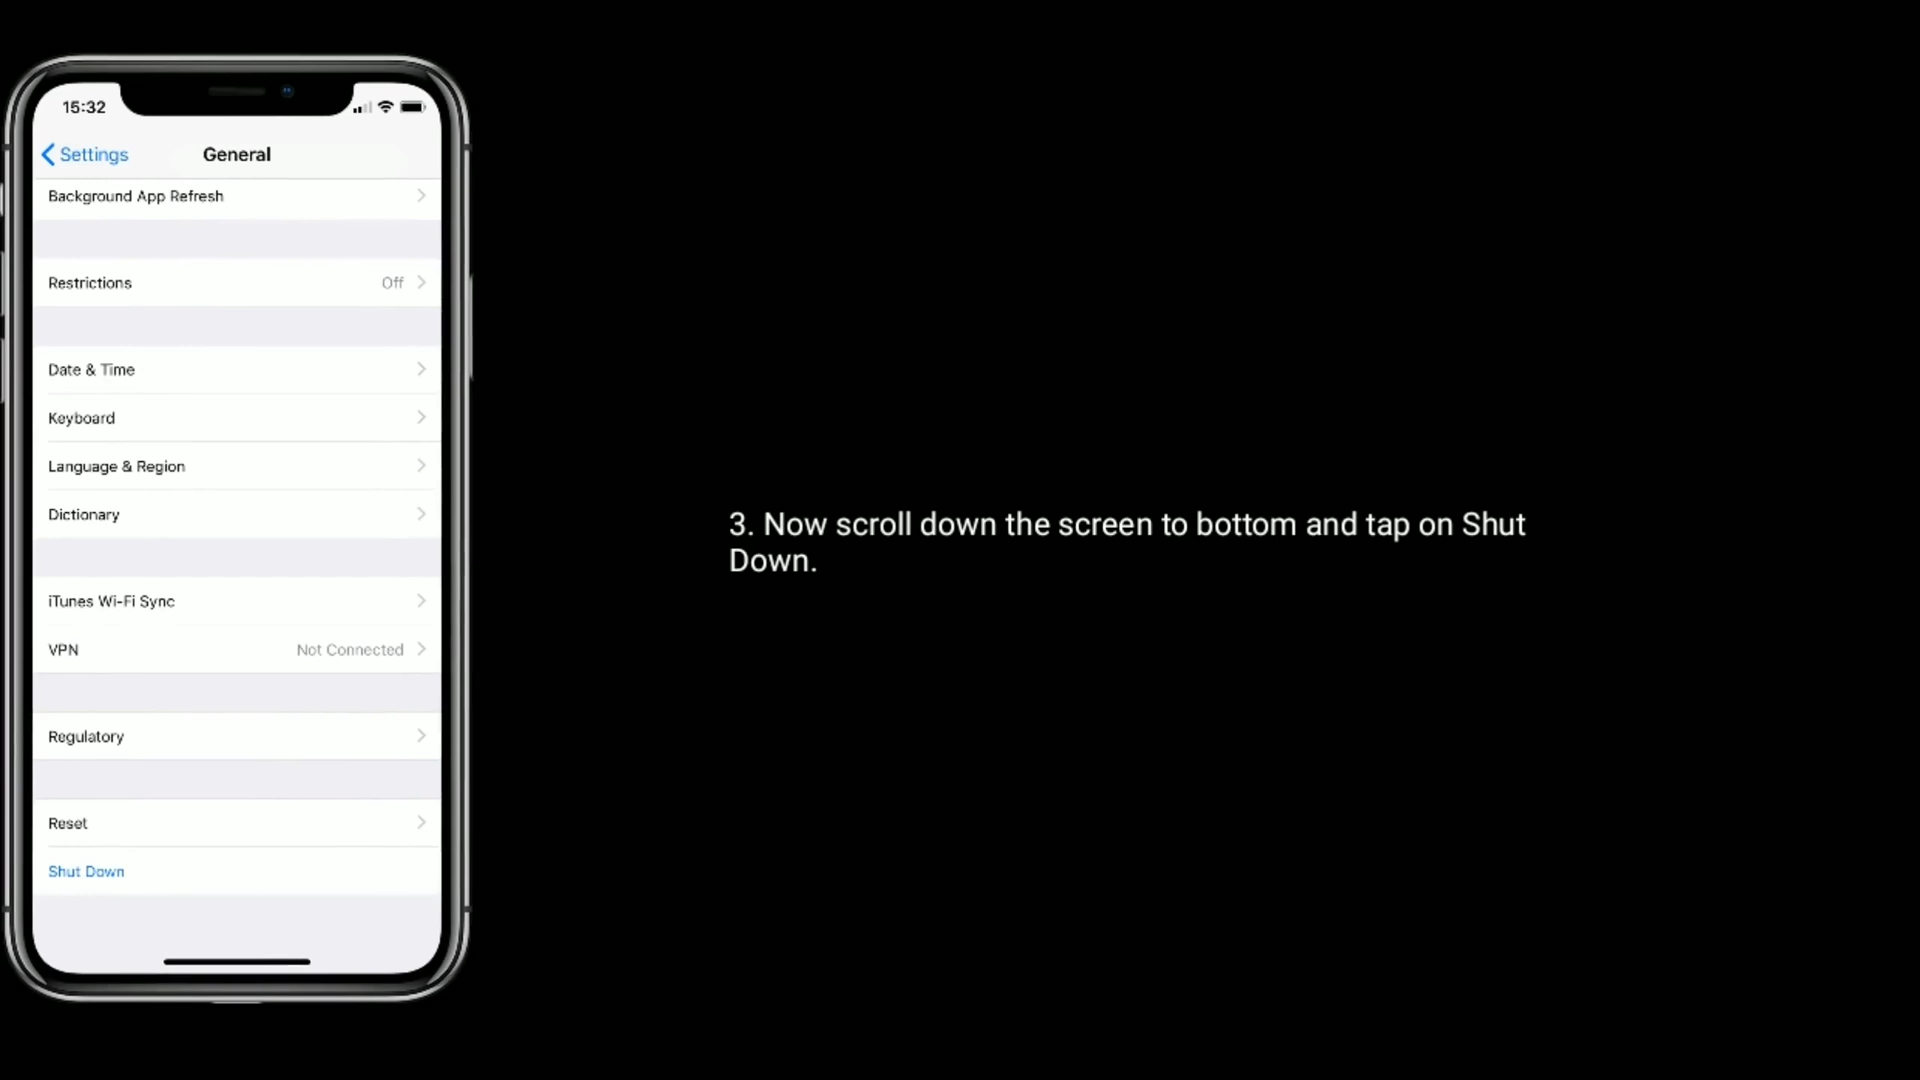 15:32
Settings
General
Background App Refresh
Restrictions Off
Date & Time
Keyboard
Language & Region
Dictionary
iTunes Wi-Fi Sync
VPN Not Connected
Regulatory
Reset
Shut Down
3. Now scroll down the screen to bottom and tap on Shut
Down.